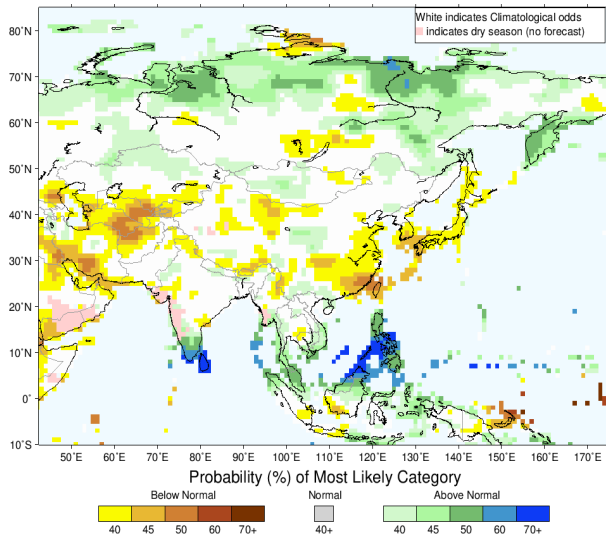 White indicates Climatological odds
indicates dry season (no forecast)
80˚N
70˚N
60˚N
50˚N
40˚N
30˚N
20˚N
10˚N
0˚
10˚S
50˚E 60˚E 70˚E 80˚E 90˚E 100˚E 110˚E 120˚E 130˚E 140˚E 150˚E 160˚E 170˚E
Probability (%) of Most Likely Category
Below Normal Normal Above Normal
40 45 50 60 70+ 40+ 40 45 50 60 70+